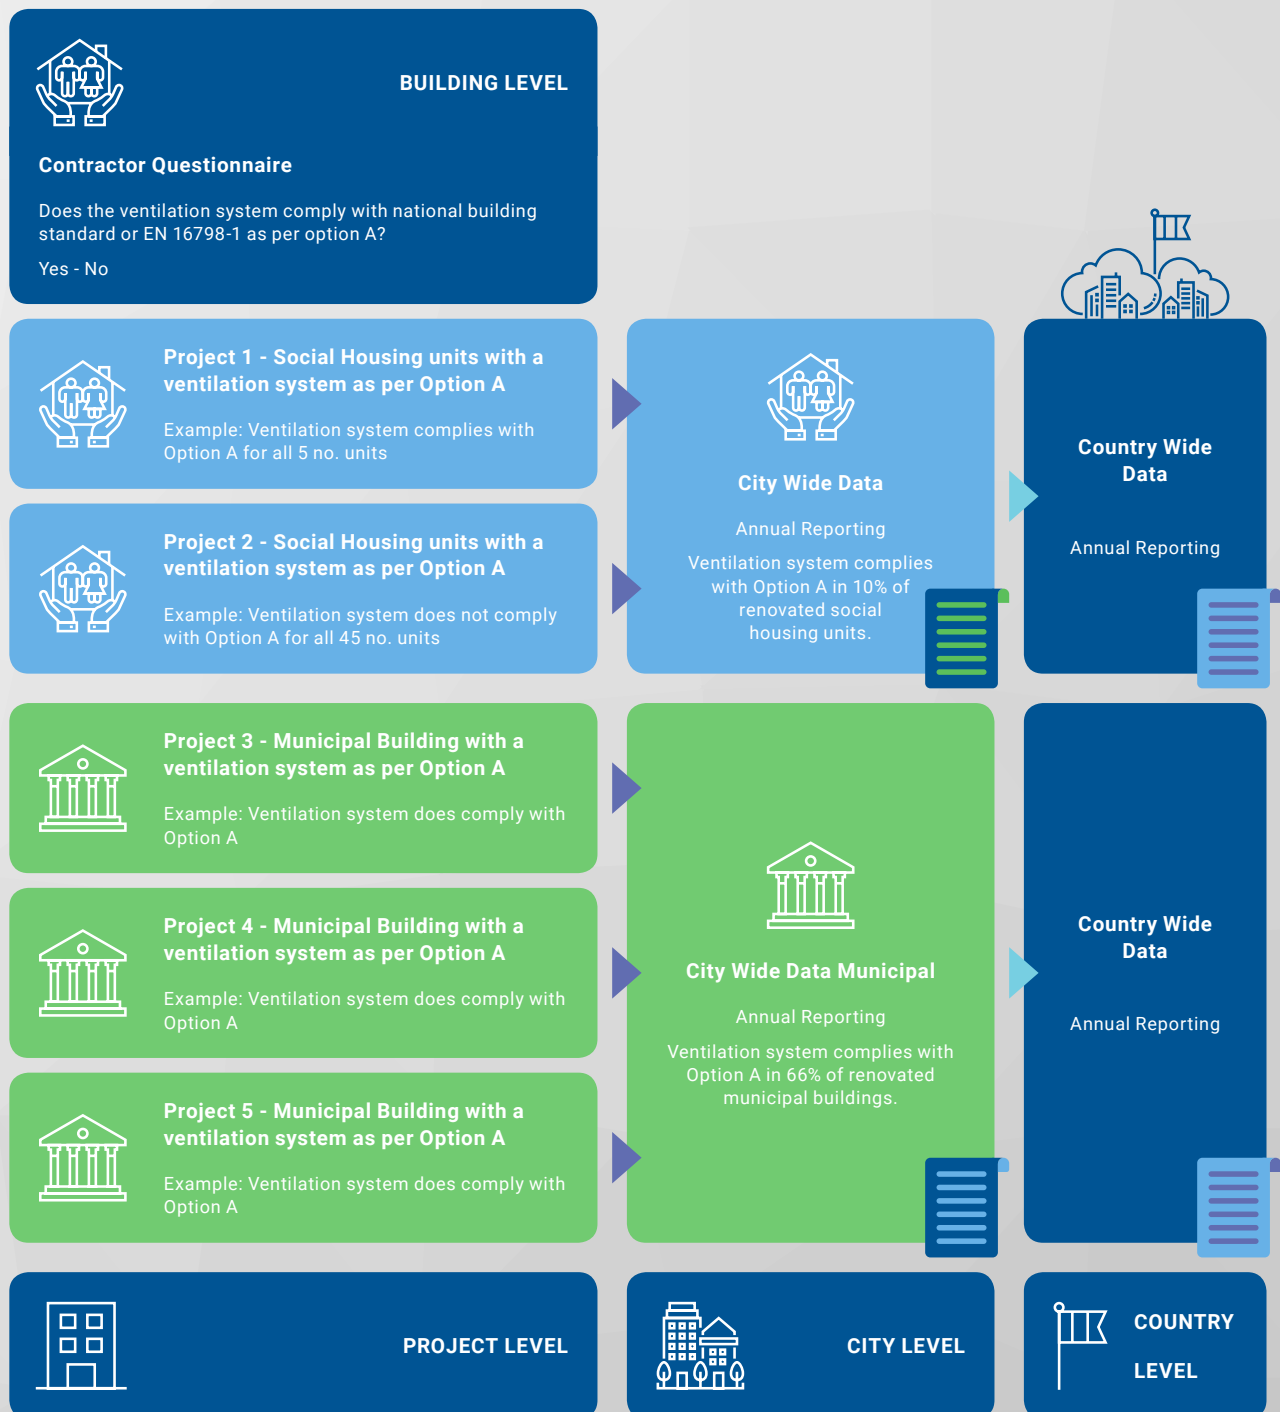 BUILDING LEVEL
Contractor Questionnaire
Does the ventilation system comply with national building
standard or EN 16798-1 as per option A?
Yes - No
Project 1 - Social Housing units with a
ventilation system as per Option A
Example: Ventilation system complies with
Option A for all 5 no. units
Project 2 - Social Housing units with a
ventilation system as per Option A
Example: Ventilation system does not comply
with Option A for all 45 no. units
City Wide Data
Annual Reporting
Ventilation system complies
with Option A in 10% of
renovated social
housing units.
Country Wide
Data
Annual Reporting
Project 3 - Municipal Building with a
ventilation system as per Option A
Example: Ventilation system does comply with
Option A
Project 4 - Municipal Building with a
ventilation system as per Option A
Example: Ventilation system does comply with
Option A
Project 5 - Municipal Building with a
ventilation system as per Option A
Example: Ventilation system does comply with
Option A
City Wide Data Municipal
Annual Reporting
Ventilation system complies with
Option A in 66% of renovated
municipal buildings.
Country Wide
Data
Annual Reporting
PROJECT LEVEL
CITY LEVEL
COUNTRY
LEVEL